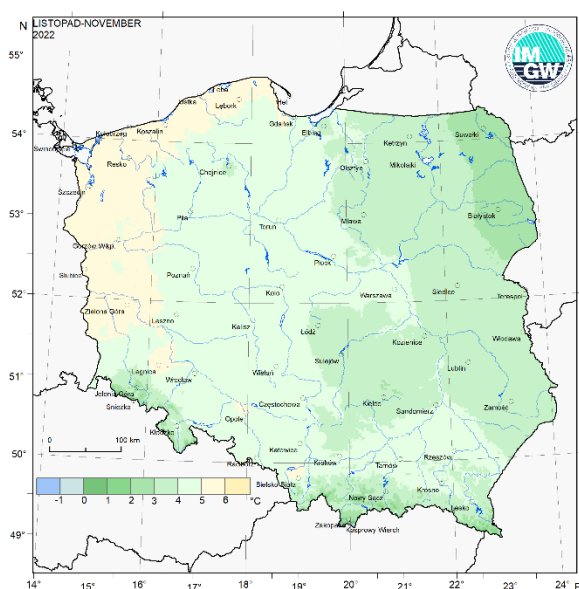 N
LISTOPAD-NOVEMBER
2022
IM
GW
55°
Łeba
Ustka
Lębork
Hel
Kołobrzeg
Koszalin
Gdańsk
Elbląg
Kętrzyn
Suwałki
54°
Resko
Chojnice
Olsztyn
Mikołajki
Szczecin
53°
Piła
Toruń
Mława
Białystok
Gorzów Wlkp.
Słubice
Poznań
Koło
Płock
Warszawa
Siedlce
Terespol
52°
Zielona Góra
Leszno
Kalisz
Łódź
Kozienice
Włodawa
Legnica
Wrocław
Wieluń
Sulejów
Lublin
51°
Jelenia Góra
Śnieżka
Kłodzko
Opole
Częstochowa
Kielce
Sandomierz
Zamość
0 100 km
Katowice
Kraków
Tarnów
Rzeszów
50°
Racibórz
Bielsko-Biała
Nowy Sącz
Krosno
Lesko
-1 0 1 2 3 4 5 6 °C
Zakopane
Kasprowy Wierch
49°
14° 15° 16° 17° 18° 19° 20° 21° 22° 23° 24° E